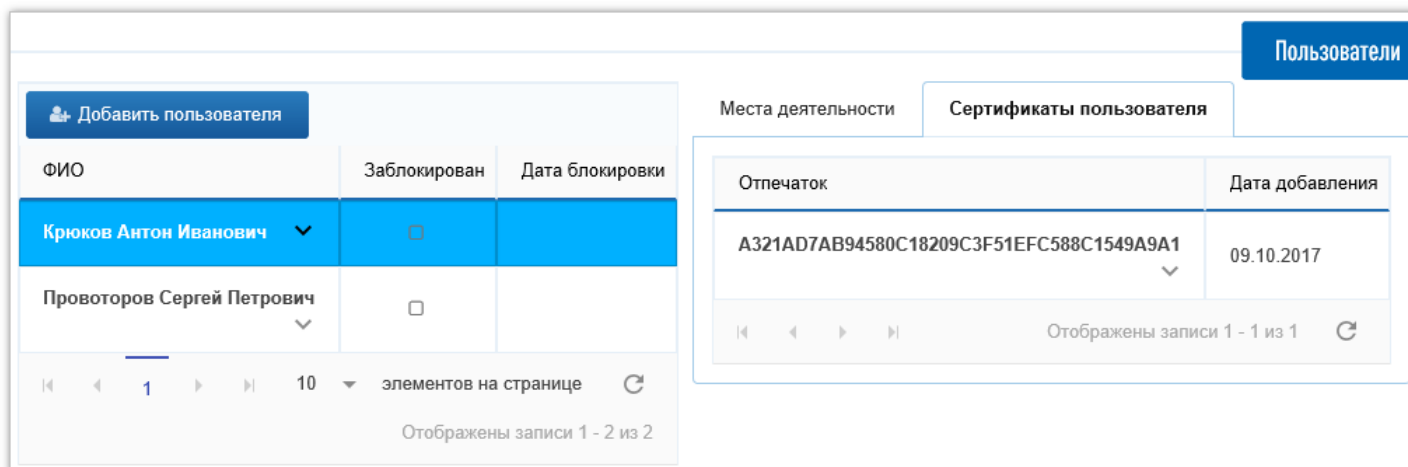 Пользователи
Добавить пользователя
ФИО Заблокирован Дата блокировки
Крюков Антон Иванович
Провоторов Сергей Петрович
1 10 элементов на странице
Отображены записи 1 - 2 из 2
Места деятельности Сертификаты пользователя
Отпечаток Дата добавления
A321AD7AB94580C18209C3F51EFC588C1549A9A1 09.10.2017
Отображены записи 1 - 1 из 1